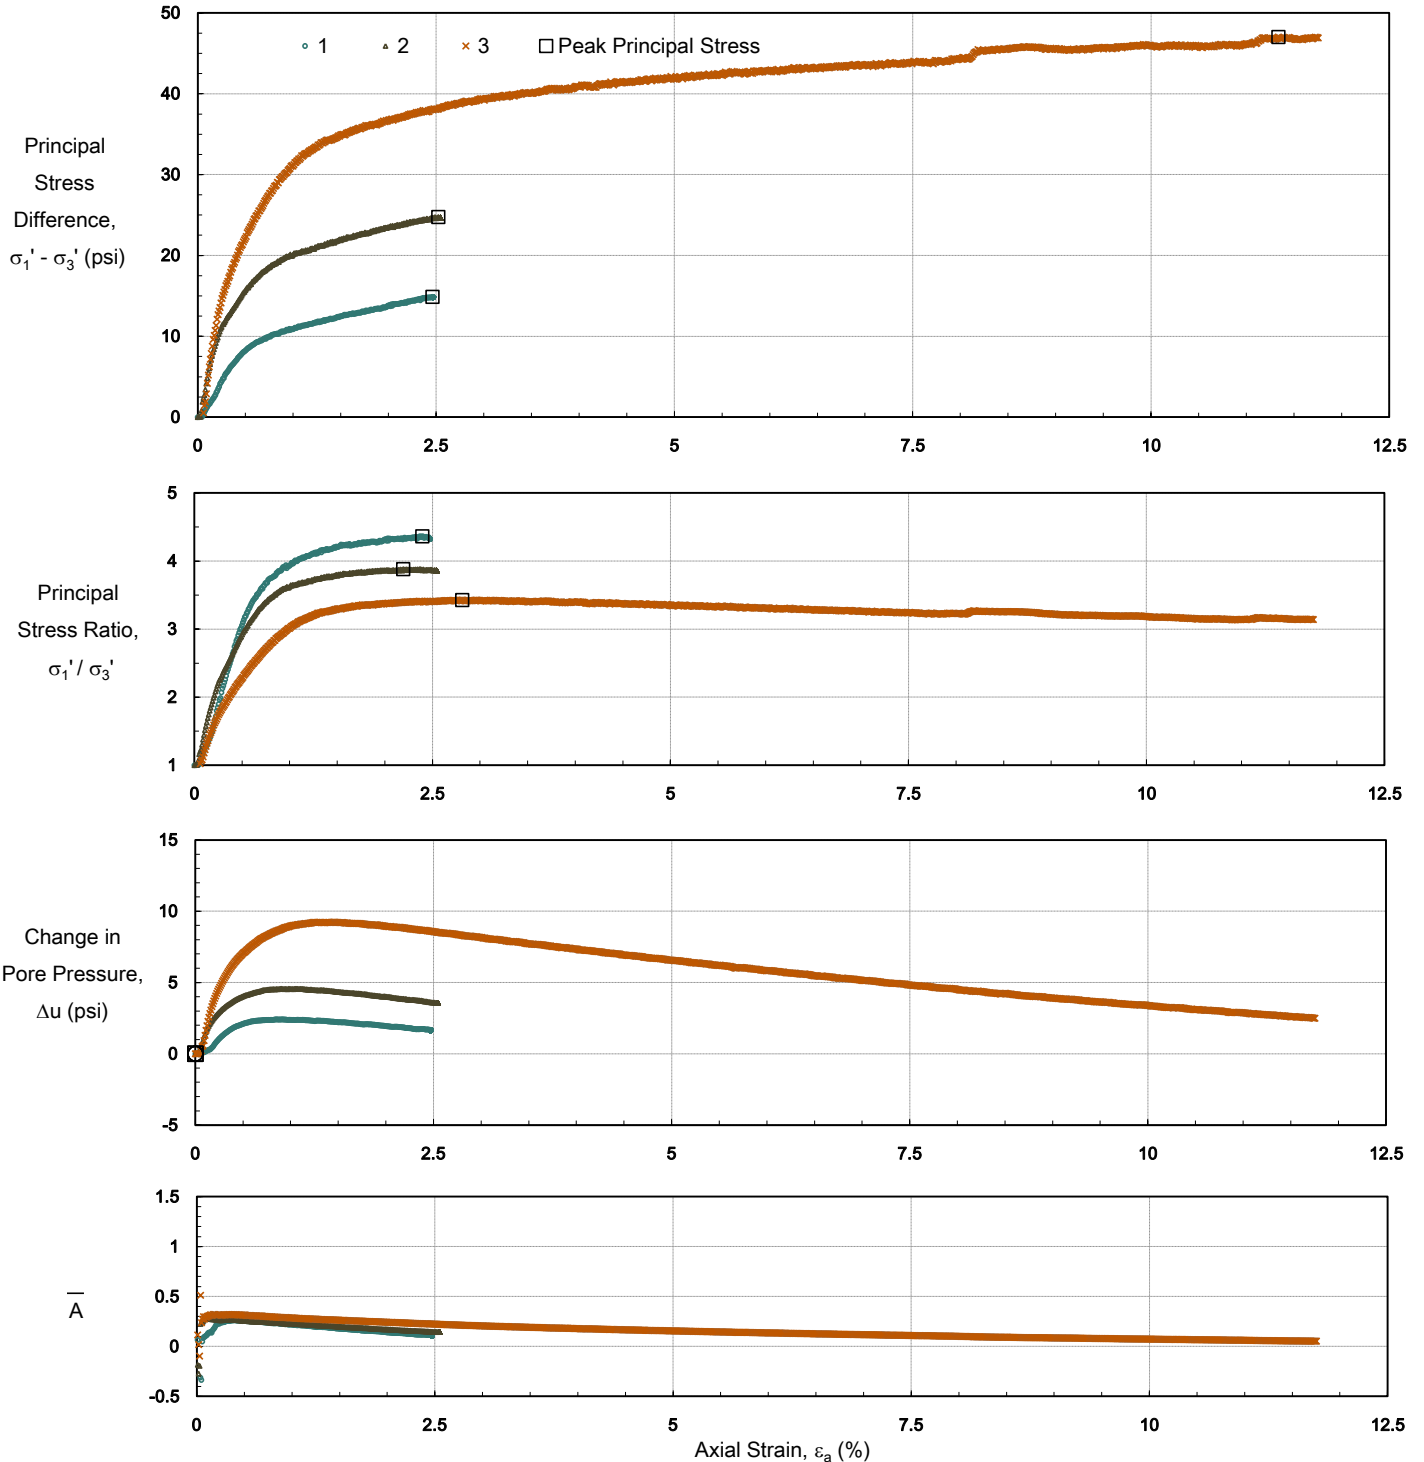 50
1 2 3 Peak Principal Stress
40
Principal
Stress
Difference,
σ1' - σ3' (psi)
30
20
10
0
0 2.5 5 7.5 10 12.5
5
4
Principal
Stress Ratio,
σ1' / σ3'
3
2
1
0 2.5 5 7.5 10 12.5
15
10
Change in
Pore Pressure,
Δu (psi)
5
0
-5
0 2.5 5 7.5 10 12.5
1.5
1
0.5
A̅
0
-0.5
0 2.5 5 7.5 10 12.5
Axial Strain, εa (%)